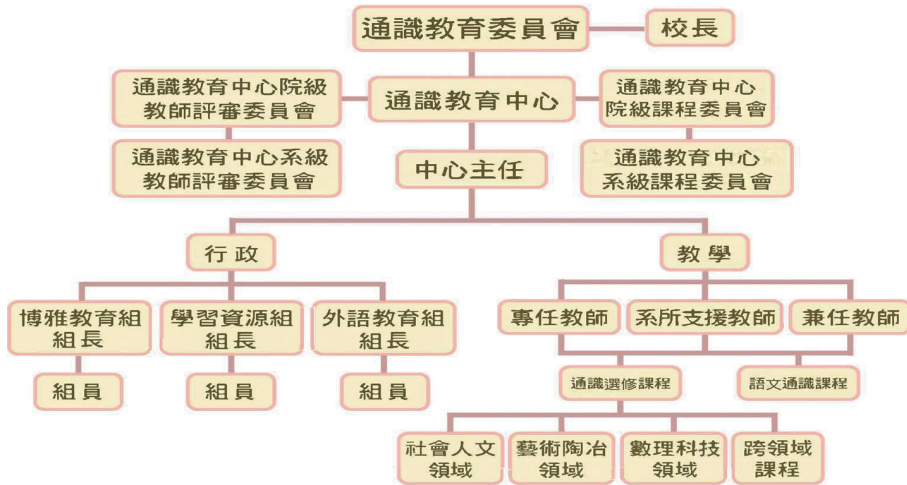 通識教育委員會
校長
通識教育中心院級
教師評審委員會
通識教育中心
通識教育中心
院級課程委員會
通識教育中心系級
教師評審委員會
中心主任
通識教育中心
系級課程委員會
行政
教學
博雅教育組
組長
學習資源組
組長
外語教育組
組長
專任教師
系所支援教師
兼任教師
組員
組員
組員
通識選修課程
語文通識課程
社會人文
領域
藝術陶冶
領域
數理科技
領域
跨領域
課程